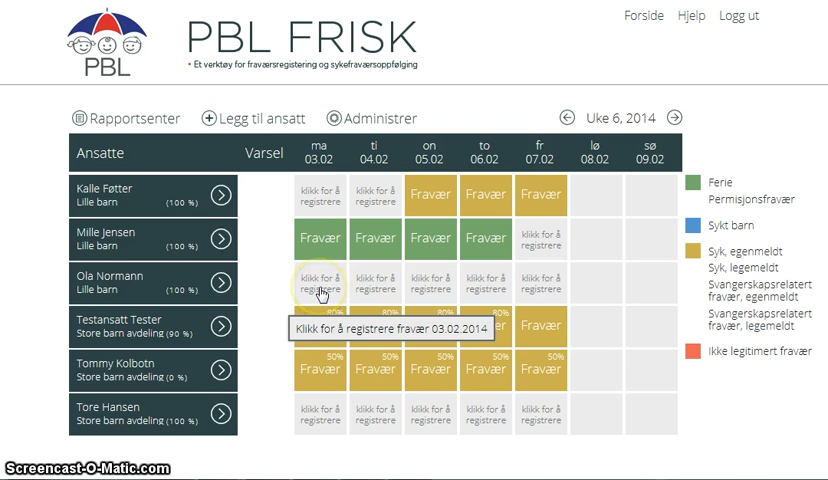 Forside Hjelp Logg ut
PBL
PBL FRISK
• Et verktøy for fraværsregistering og sykefraværsoppfølging
Rapportsenter Legg til ansatt Administrer Uke 6, 2014
Ansatte Varsel ma 03.02 ti 04.02 on 05.02 to 06.02 fr 07.02 lø 08.02 sø 09.02
Kalle Føtter
Lille barn (100 %)
klikk for å registrere klikk for å registrere Fravær Fravær Fravær
Mille Jensen
Lille barn (100 %)
Fravær Fravær Fravær Fravær klikk for å registrere
Ola Normann
Lille barn (100 %)
klikk for å registrere klikk for å registrere klikk for å registrere klikk for å registrere klikk for å registrere
Testansatt Tester
Store barn avdeling (90 %)
80% 80% 80% Fravær
Klikk for å registrere fravær 03.02.2014
Tommy Kolbotn
Store barn avdeling (0 %)
50% Fravær 50% Fravær 50% Fravær 50% Fravær 50% Fravær
Tore Hansen
Store barn avdeling (100 %)
klikk for å registrere klikk for å registrere klikk for å registrere klikk for å registrere klikk for å registrere
Ferie
Permisjonsfravær
Sykt barn
Syk, egenmeldt
Syk, legemeldt
Svangerskapsrelatert
fravær, egenmeldt
Svangerskapsrelatert
fravær, legemeldt
Ikke legitimert fravær
Screencast-O-Matic.com